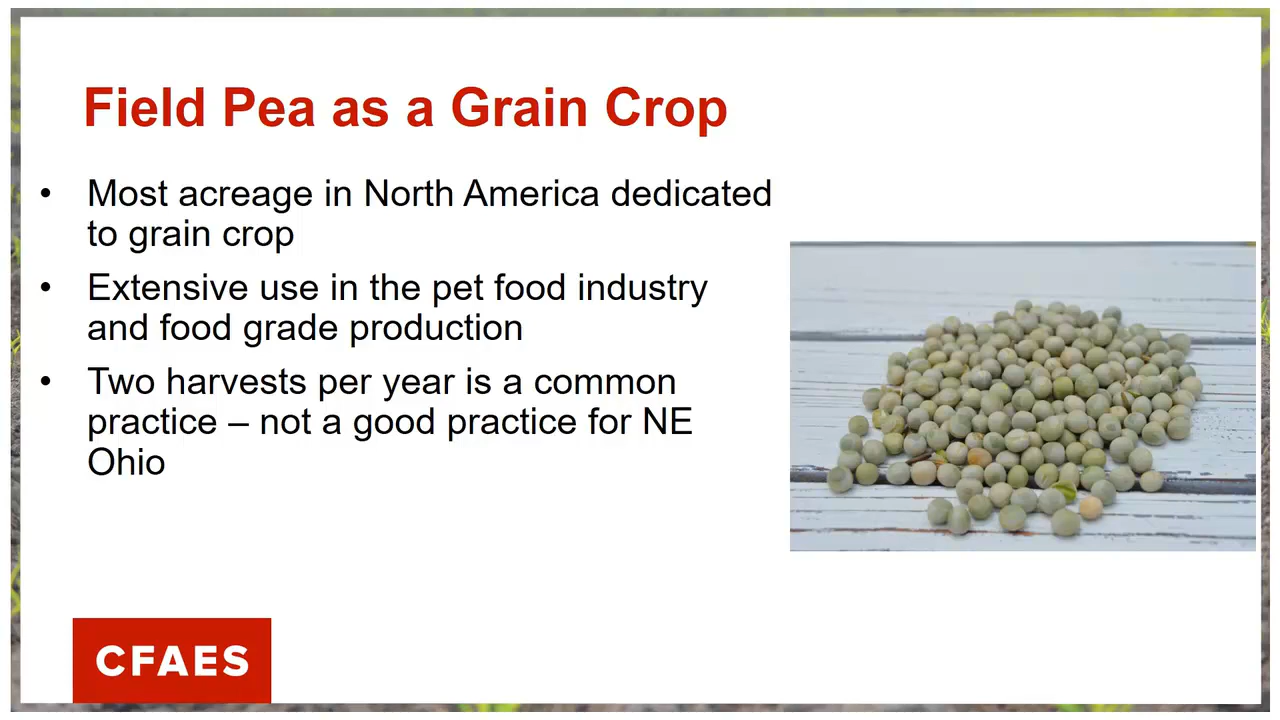 Field Pea as a Grain Crop
• Most acreage in North America dedicated
to grain crop
• Extensive use in the pet food industry
and food grade production
• Two harvests per year is a common
practice – not a good practice for NE
Ohio
CFAES